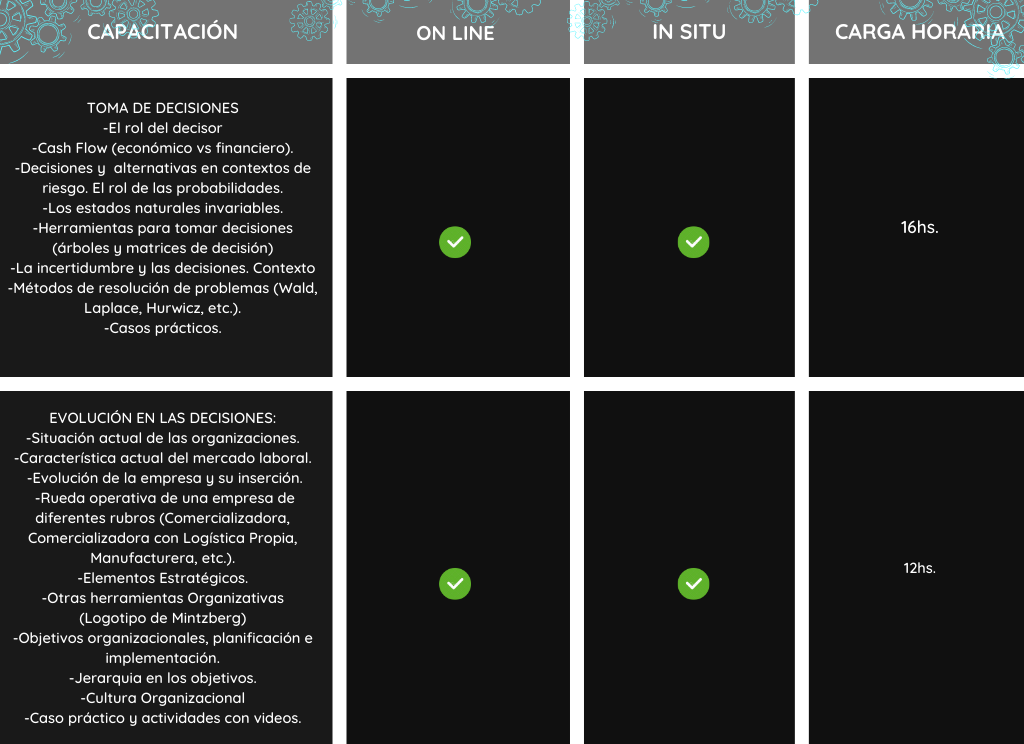 CAPACITACIÓN
ON LINE
IN SITU
CARGA HORARIA
TOMA DE DECISIONES
-El rol del decisor
-Cash Flow (económico vs financiero).
-Decisiones y  alternativas en contextos de
riesgo. El rol de las probabilidades.
-Los estados naturales invariables.
-Herramientas para tomar decisiones
(árboles y matrices de decisión)
-La incertidumbre y las decisiones. Contexto
-Métodos de resolución de problemas (Wald,
Laplace, Hurwicz, etc.).
-Casos prácticos.
16hs.
EVOLUCIÓN EN LAS DECISIONES:
-Situación actual de las organizaciones.
-Característica actual del mercado laboral.
-Evolución de la empresa y su inserción.
-Rueda operativa de una empresa de
diferentes rubros (Comercializadora,
Comercializadora con Logística Propia,
Manufacturera, etc.).
-Elementos Estratégicos.
-Otras herramientas Organizativas
(Logotipo de Mintzberg)
-Objetivos organizacionales, planificación e
implementación.
-Jerarquia en los objetivos.
-Cultura Organizacional
-Caso práctico y actividades con videos.
12hs.